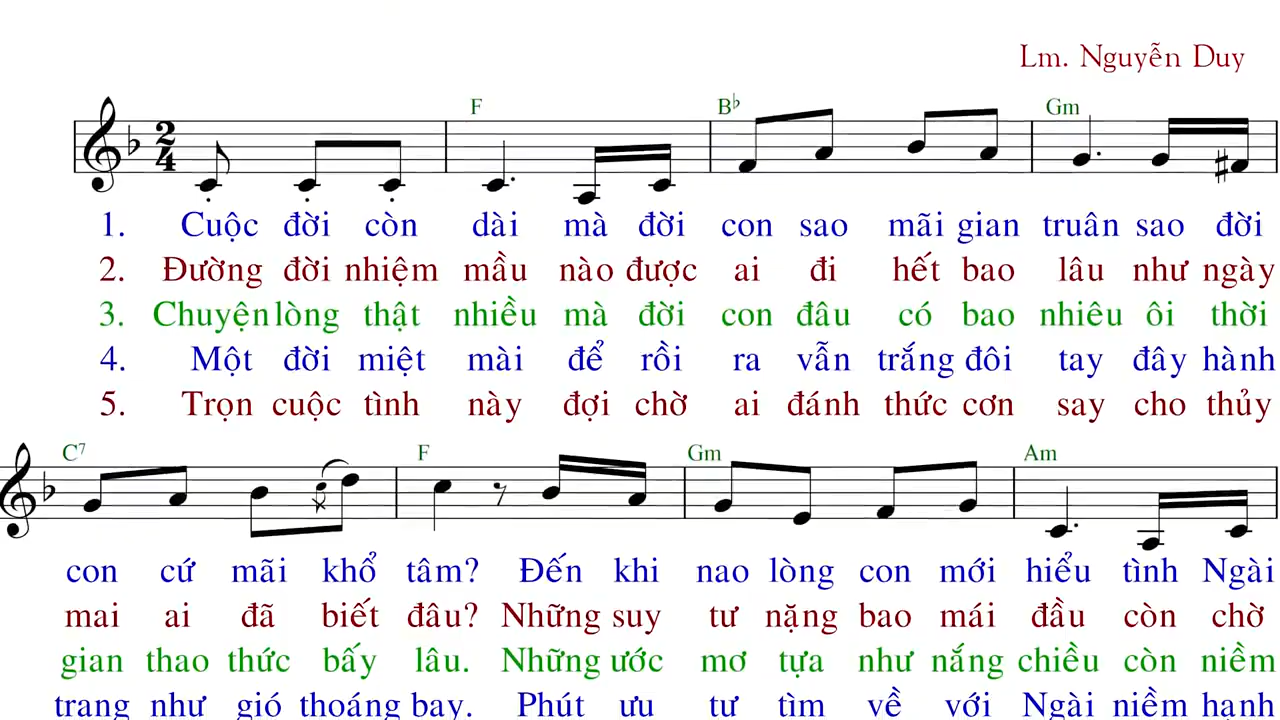 Lm. Nguyễn Duy
F B♭ Gm
2
4
1. Cuộc đời còn dài mà đời con sao mãi gian truân sao đời
2. Đường đời nhiệm mầu nào được ai đi hết bao lâu như ngày
3. Chuyện lòng thật nhiều mà đời con đâu có bao nhiêu ôi thời
4. Một đời miệt mài để rồi ra vẫn trắng đôi tay đây hành
5. Trọn cuộc tình này đợi chờ ai đánh thức cơn say cho thủy
C7 F Gm Am
con cứ mãi khổ tâm? Đến khi nao lòng con mới hiểu tình Ngài
mai ai đã biết đâu? Những suy tư nặng bao mái đầu còn chờ
gian thao thức bấy lâu. Những ước mơ tựa như nắng chiều còn niềm
trang như gió thoáng bay. Phút ưu tư tìm về với Ngài niềm hạnh